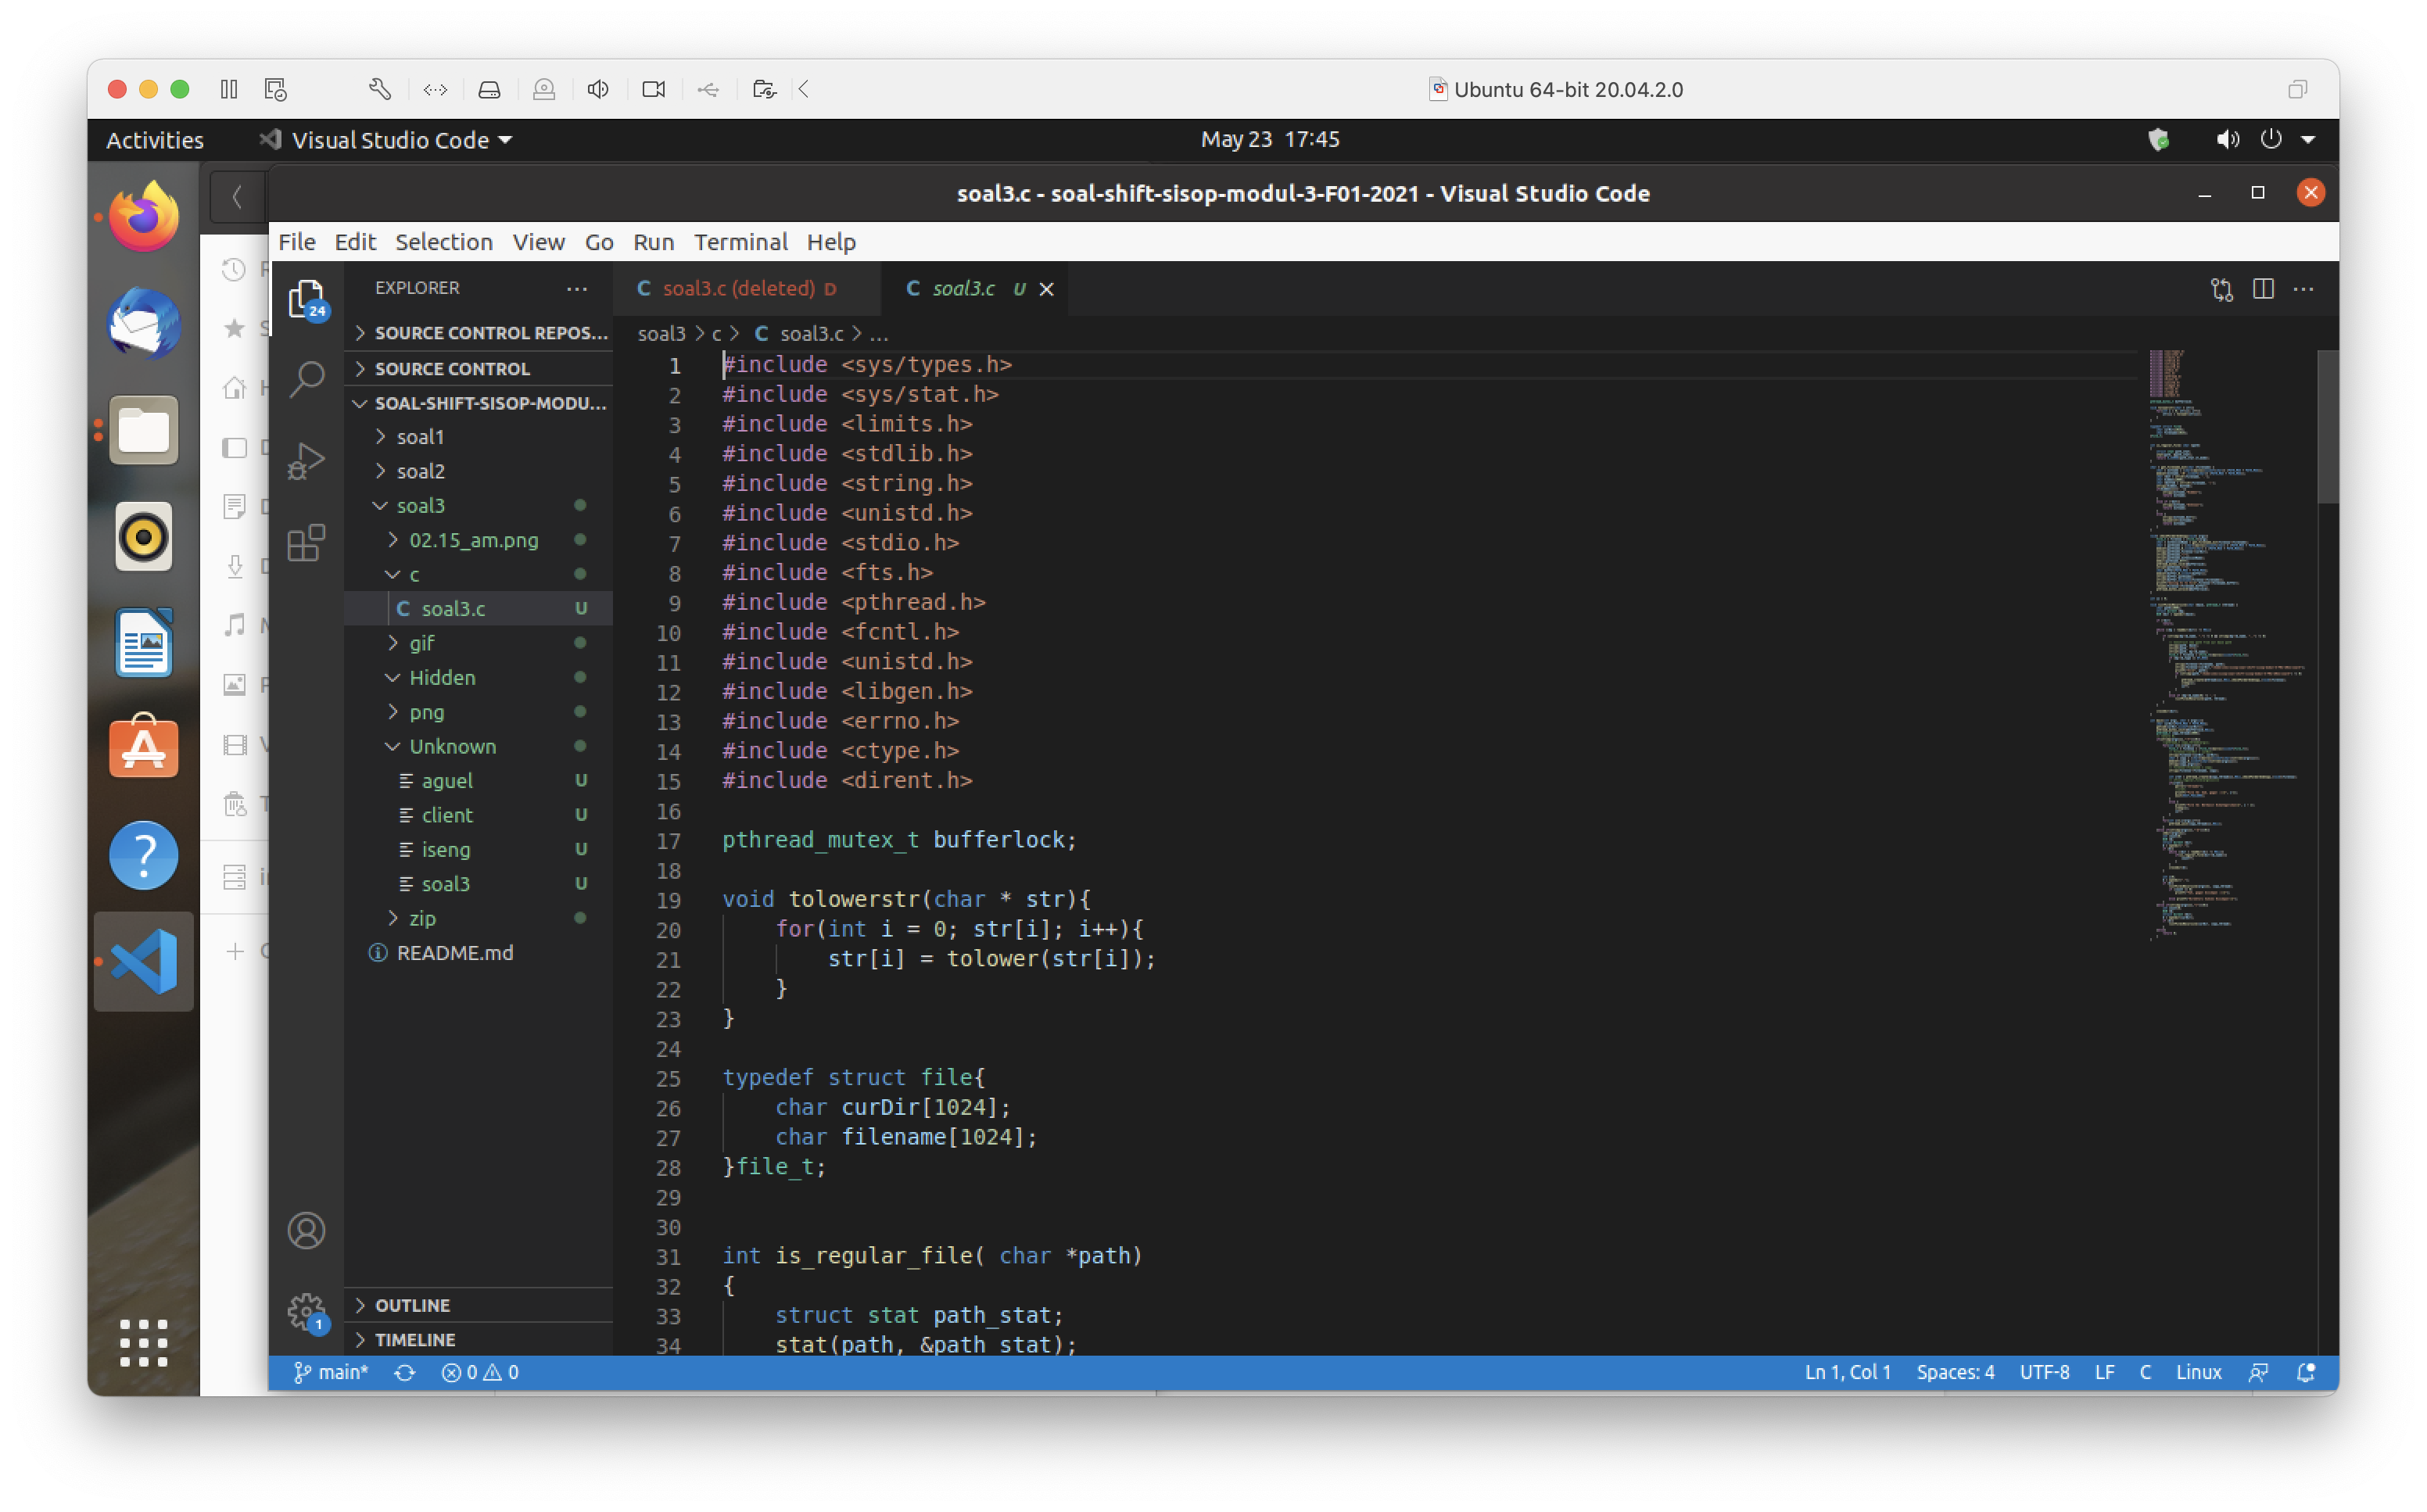 Ubuntu 64-bit 20.04.2.0
Activities
Visual Studio Code
May 23 17:45
soal3.c - soal-shift-sisop-modul-3-F01-2021 - Visual Studio Code
File Edit Selection View Go Run Terminal Help
24
EXPLORER
SOURCE CONTROL REPOS...
SOURCE CONTROL
SOAL-SHIFT-SISOP-MODU...
soal1
soal2
soal3
02.15_am.png
c
C soal3.c U
gif
Hidden
png
Unknown
aguel U
client U
iseng U
soal3 U
zip
README.md
OUTLINE
TIMELINE
1
C soal3.c (deleted) D
C soal3.c U
soal3 > c > C soal3.c > ...
1 #include <sys/types.h>
2 #include <sys/stat.h>
3 #include <limits.h>
4 #include <stdlib.h>
5 #include <string.h>
6 #include <unistd.h>
7 #include <stdio.h>
8 #include <fts.h>
9 #include <pthread.h>
10 #include <fcntl.h>
11 #include <unistd.h>
12 #include <libgen.h>
13 #include <errno.h>
14 #include <ctype.h>
15 #include <dirent.h>
16
17 pthread_mutex_t bufferlock;
18
19 void tolowerstr(char * str){
20 for(int i = 0; str[i]; i++){
21 str[i] = tolower(str[i]);
22 }
23 }
24
25 typedef struct file{
26 char curDir[1024];
27 char filename[1024];
28 }file_t;
29
30
31 int is_regular_file( char *path)
32 {
33 struct stat path_stat;
34 stat(path, &path_stat);
main* 0 0
Ln 1, Col 1 Spaces: 4 UTF-8 LF C Linux